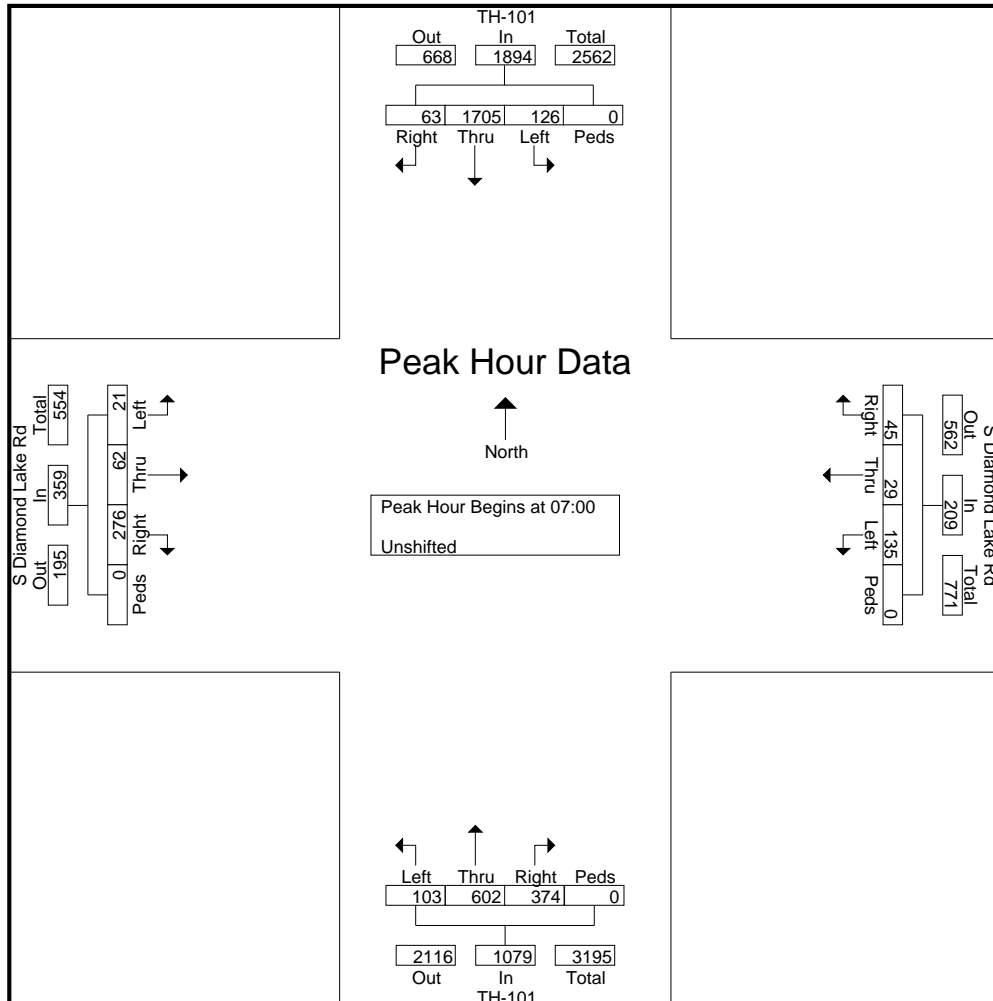 TH-101
Out In Total
668 1894 2562
63 1705 126 0
Right Thru Left Peds
Peak Hour Data
North
Peak Hour Begins at 07:00
Unshifted
S Diamond Lake Rd
Total In Out
554 359 195
21 62 276 0
Left Thru Right Peds
S Diamond Lake Rd
Out In Total
562 209 771
45 29 135 0
Right Thru Left Peds
Left Thru Right Peds
103 602 374 0
2116 1079 3195
Out In Total
TH-101